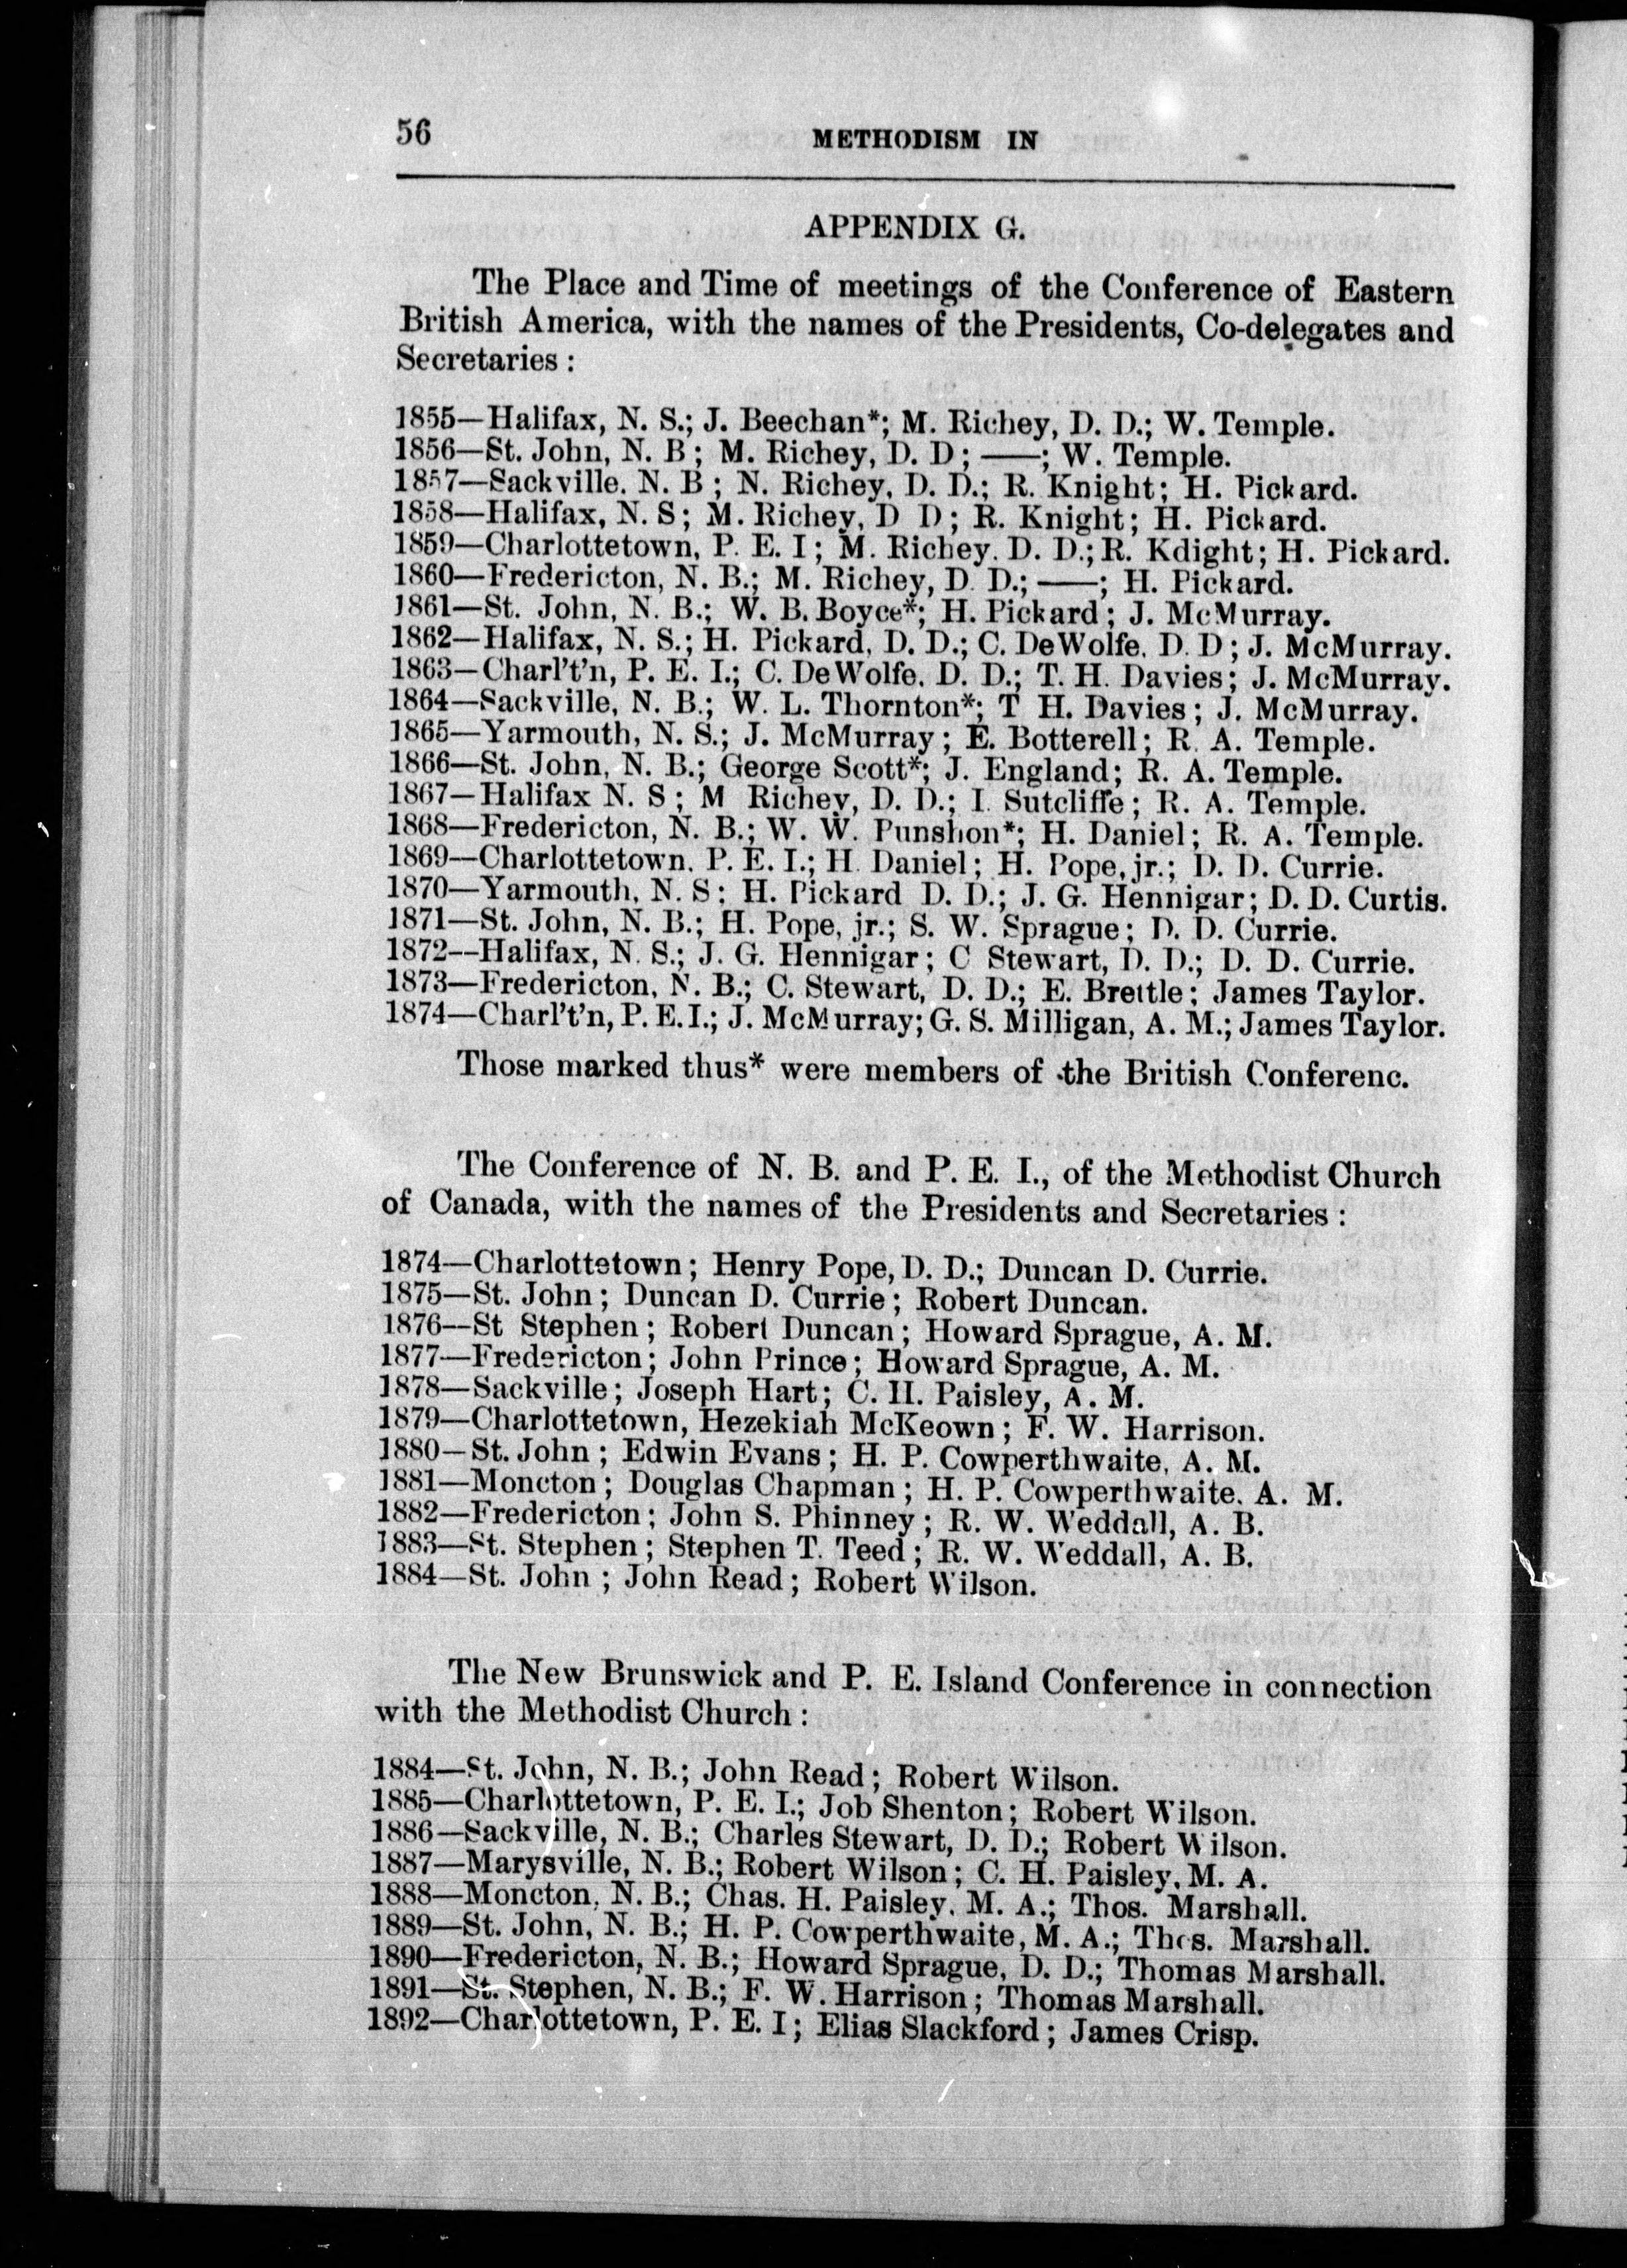 56
METHODISM IN
APPENDIX G.
The Place and Time of meetings of the Conference of Eastern
British America, with the names of the Presidents, Co-delegates and
Secretaries :
1855—Halifax, N. S.; J. Beechan*; M. Richey, D. D.; W. Temple.
1856—St. John, N. B ; M. Richey, D. D ; ——; W. Temple.
1857—Sackville. N. B ; N. Richey, D. D.; R. Knight; H. Pickard.
1858—Halifax, N. S; M. Richey, D D; R. Knight; H. Pickard.
1859—Charlottetown, P. E. I; M. Richey. D. D.; R. Kdight; H. Pickard.
1860—Fredericton, N. B.; M. Richey, D. D.; ——; H. Pickard.
1861—St. John, N. B.; W. B. Boyce*; H. Pickard; J. McMurray.
1862—Halifax, N. S.; H. Pickard, D. D.; C. DeWolfe. D. D; J. McMurray.
1863—Charl't'n, P. E. I.; C. DeWolfe. D. D.; T. H. Davies; J. McMurray.
1864—Sackville, N. B.; W. L. Thornton*; T H. Davies; J. McMurray.
1865—Yarmouth, N. S.; J. McMurray; E. Botterell; R. A. Temple.
1866—St. John, N. B.; George Scott*; J. England; R. A. Temple.
1867—Halifax N. S ; M Richey, D. D.; I. Sutcliffe; R. A. Temple.
1868—Fredericton, N. B.; W. W. Punshon*; H. Daniel; R. A. Temple.
1869—Charlottetown. P. E. I.; H. Daniel; H. Pope, jr.; D. D. Currie.
1870—Yarmouth, N. S; H. Pickard D. D.; J. G. Hennigar; D. D. Curtis.
1871—St. John, N. B.; H. Pope, jr.; S. W. Sprague; D. D. Currie.
1872—Halifax, N. S.; J. G. Hennigar; C Stewart, D. D.; D. D. Currie.
1873—Fredericton, N. B.; C. Stewart, D. D.; E. Brettle; James Taylor.
1874—Charl't'n, P. E. I.; J. McMurray; G. S. Milligan, A. M.; James Taylor.
Those marked thus* were members of the British Conferenc.
The Conference of N. B. and P. E. I., of the Methodist Church
of Canada, with the names of the Presidents and Secretaries :
1874—Charlottetown; Henry Pope, D. D.; Duncan D. Currie.
1875—St. John; Duncan D. Currie; Robert Duncan.
1876—St Stephen; Robert Duncan; Howard Sprague, A. M.
1877—Fredericton; John Prince; Howard Sprague, A. M.
1878—Sackville; Joseph Hart; C. H. Paisley, A. M.
1879—Charlottetown, Hezekiah McKeown; F. W. Harrison.
1880—St. John ; Edwin Evans; H. P. Cowperthwaite, A. M.
1881—Moncton; Douglas Chapman; H. P. Cowperthwaite. A. M.
1882—Fredericton; John S. Phinney; R. W. Weddall, A. B.
1883—St. Stephen; Stephen T. Teed; R. W. Weddall, A. B.
1884—St. John ; John Read; Robert Wilson.
The New Brunswick and P. E. Island Conference in connection
with the Methodist Church :
1884—St. John, N. B.; John Read; Robert Wilson.
1885—Charlottetown, P. E. I.; Job Shenton; Robert Wilson.
1886—Sackville, N. B.; Charles Stewart, D. D.; Robert Wilson.
1887—Marysville, N. B.; Robert Wilson; C. H. Paisley, M. A.
1888—Moncton, N. B.; Chas. H. Paisley. M. A.; Thos. Marshall.
1889—St. John, N. B.; H. P. Cowperthwaite, M. A.; Thos. Marshall.
1890—Fredericton, N. B.; Howard Sprague, D. D.; Thomas Marshall.
1891—St. Stephen, N. B.; F. W. Harrison; Thomas Marshall.
1892—Charlottetown, P. E. I; Elias Slackford; James Crisp.